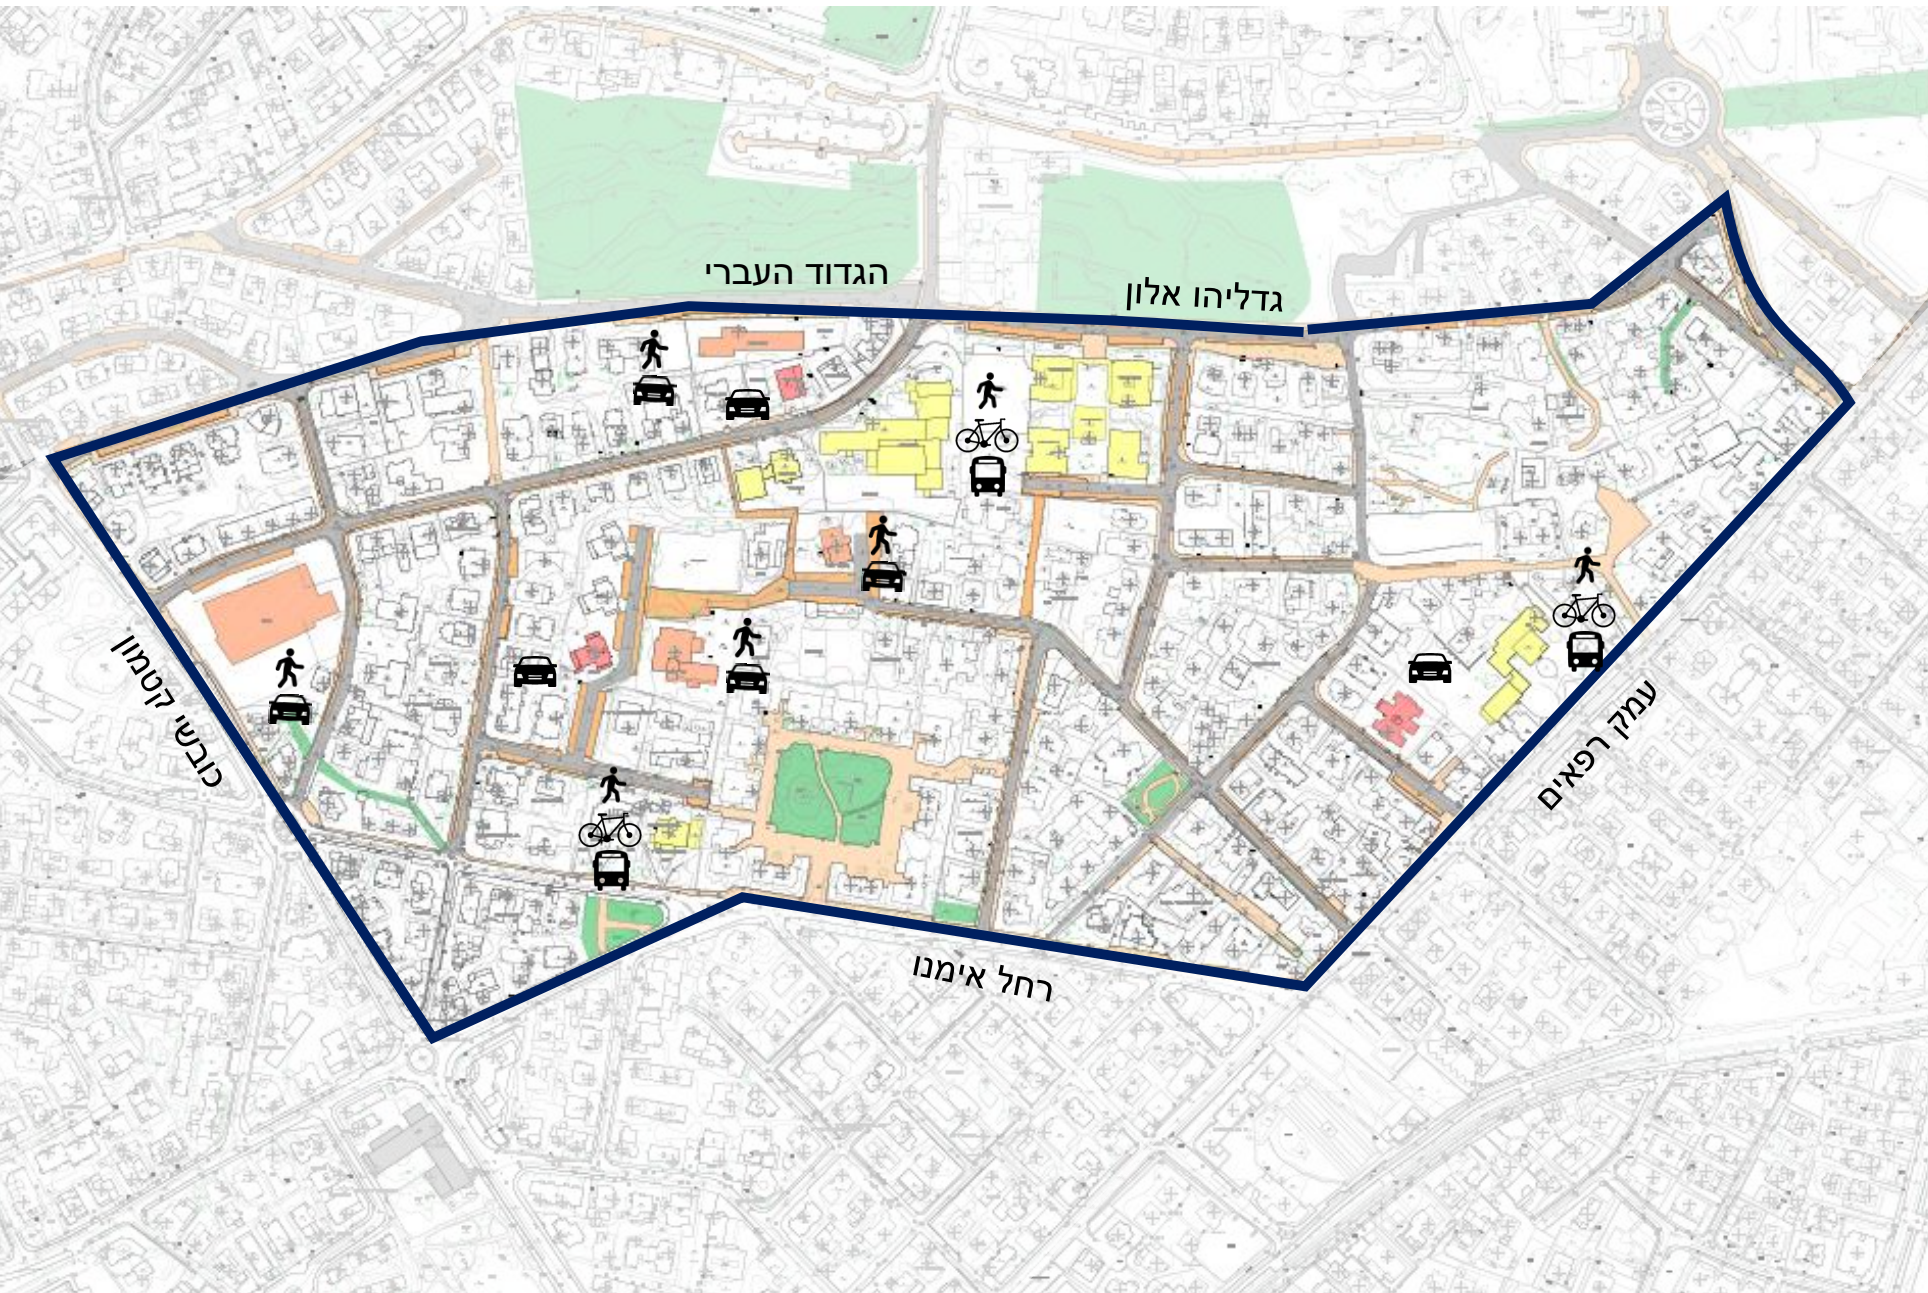 הגדוד העברי
גדליהו אלון
כובשי קטמון
עמק רפאים
רחל אימנו